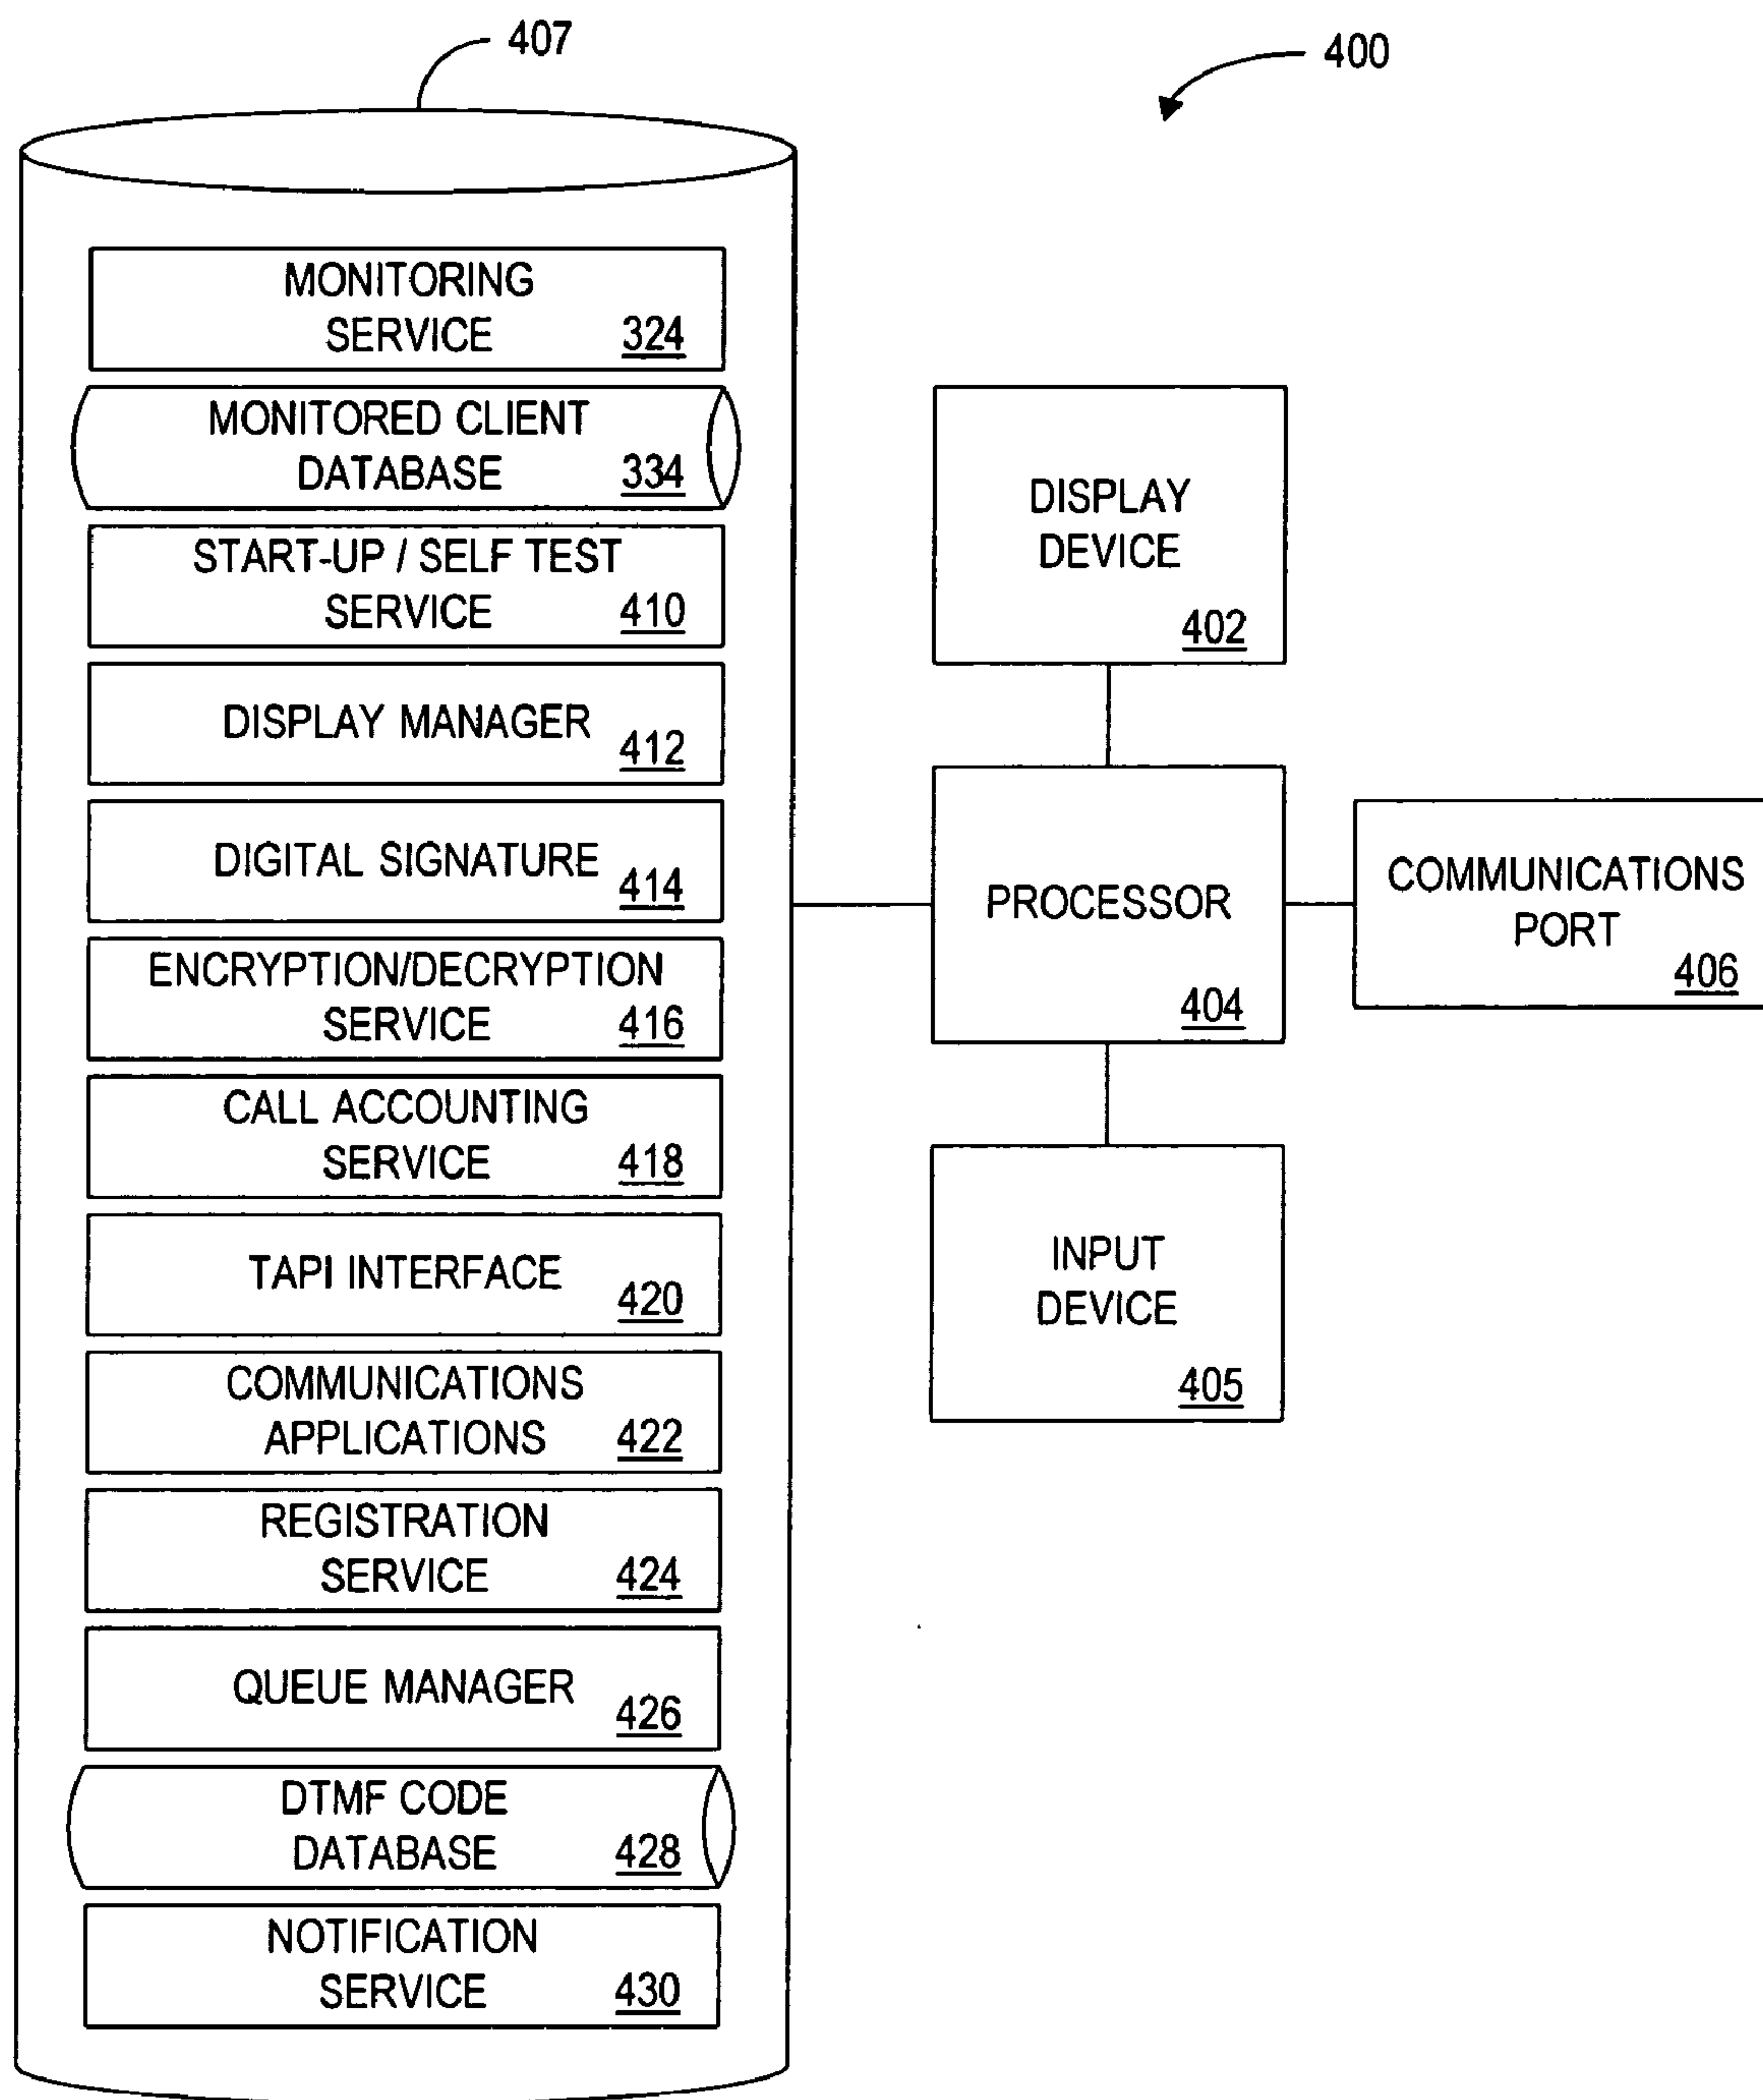 407
400
MONITORING
SERVICE 324
MONITORED CLIENT
DATABASE 334
START-UP / SELF TEST
SERVICE 410
DISPLAY MANAGER
412
DIGITAL SIGNATURE
414
ENCRYPTION/DECRYPTION
SERVICE 416
CALL ACCOUNTING
SERVICE 418
TAPI INTERFACE
420
COMMUNICATIONS
APPLICATIONS 422
REGISTRATION
SERVICE 424
QUEUE MANAGER
426
DTMF CODE
DATABASE 428
NOTIFICATION
SERVICE 430
DISPLAY
DEVICE
402
PROCESSOR
404
COMMUNICATIONS
PORT
406
INPUT
DEVICE
405